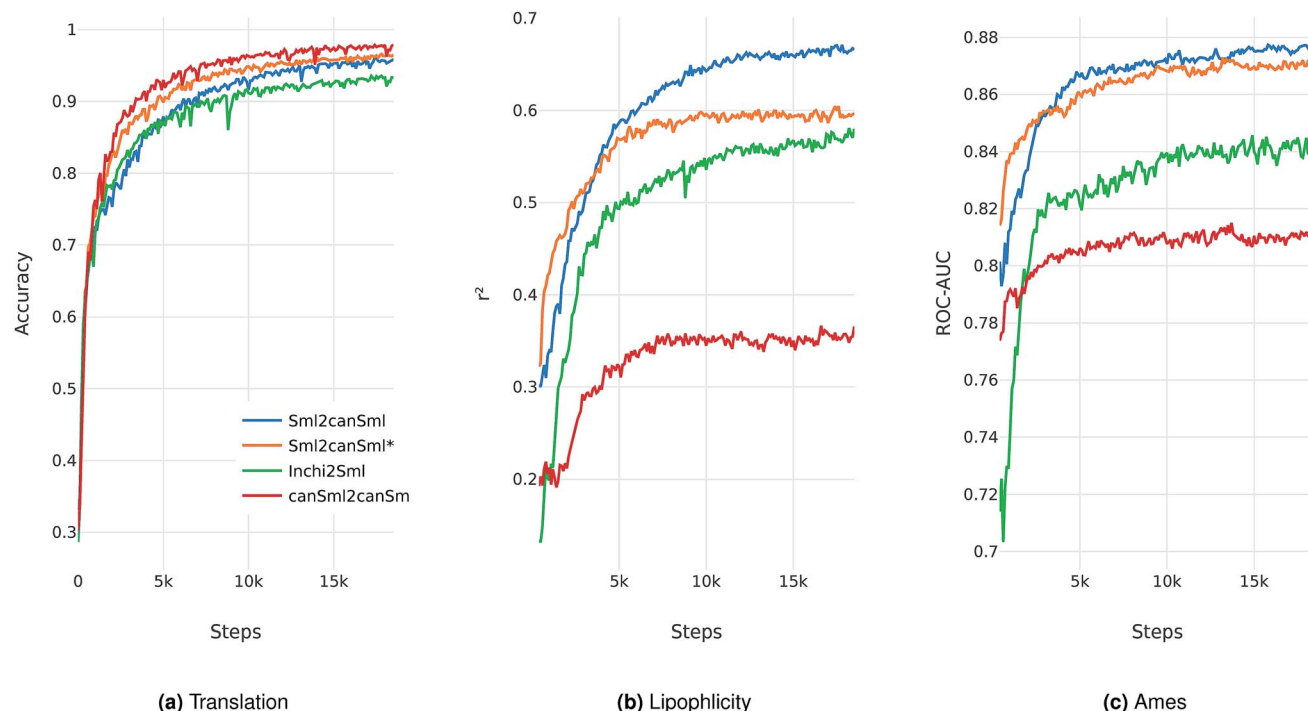 1
0.9
0.8
0.7
0.6
0.5
0.4
0.3
Accuracy
0
5k
10k
15k
Steps
Sml2canSml
Sml2canSml*
Inchi2Sml
canSml2canSm
(a) Translation
0.7
0.6
0.5
0.4
0.3
0.2
r²
5k
10k
15k
Steps
(b) Lipophlicity
0.88
0.86
0.84
0.82
0.8
0.78
0.76
0.74
0.72
0.7
ROC-AUC
5k
10k
15k
Steps
(c) Ames